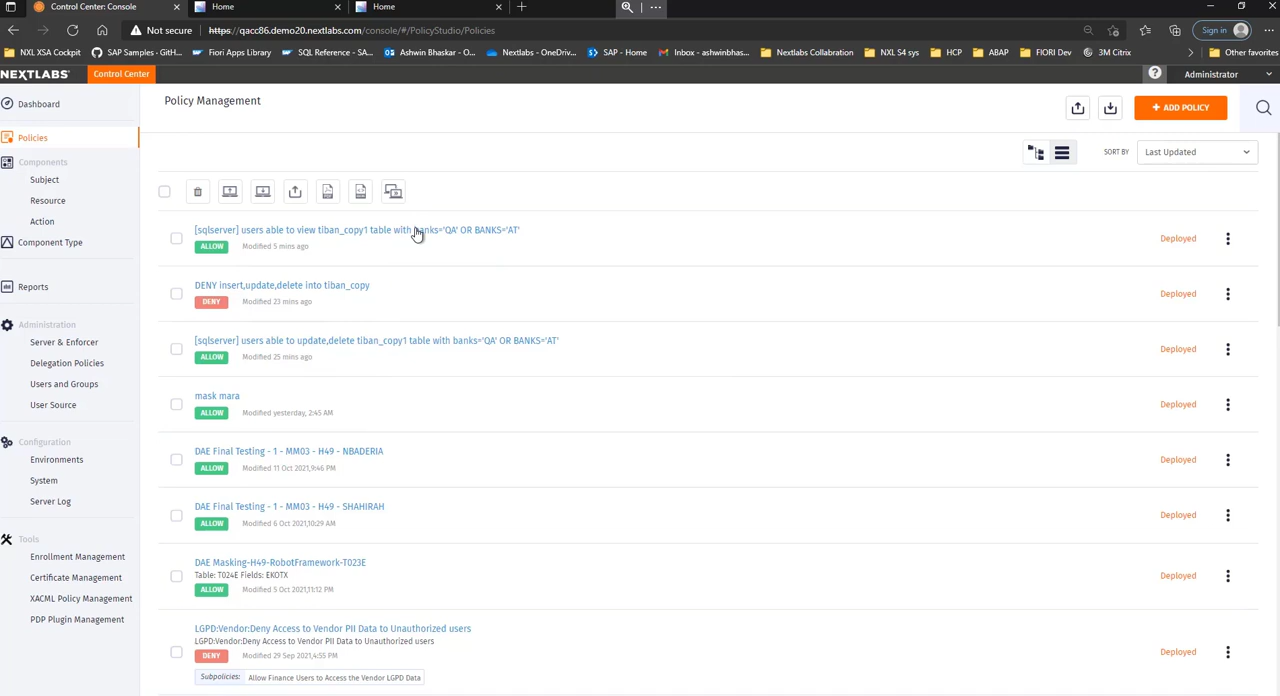 Control Center: Console
Home
Home
Not secure
https://qacc86.demo20.nextlabs.com/console/#/PolicyStudio/Policies
Sign in
NXL XSA Cockpit
SAP Samples · GitH...
Fiori Apps Library
SQL Reference - SA...
Ashwin Bhaskar - O...
Nextlabs - OneDriv...
SAP - Home
Inbox - ashwinbhas...
Nextlabs Collabration
NXL S4 sys
HCP
ABAP
FIORI Dev
3M Citrix
Other favorites
NEXTLABS
Control Center
Administrator
Dashboard
Policies
Components
Subject
Resource
Action
Component Type
Reports
Administration
Server & Enforcer
Delegation Policies
Users and Groups
User Source
Configuration
Environments
System
Server Log
Tools
Enrollment Management
Certificate Management
XACML Policy Management
PDP Plugin Management
Policy Management
+ ADD POLICY
SORT BY
Last Updated
[sqlserver] users able to view tiban_copy1 table with banks='QA' OR BANKS='AT'
ALLOW Modified 5 mins ago
Deployed
DENY insert,update,delete into tiban_copy
DENY Modified 23 mins ago
Deployed
[sqlserver] users able to update,delete tiban_copy1 table with banks='QA' OR BANKS='AT'
ALLOW Modified 25 mins ago
Deployed
mask mara
ALLOW Modified yesterday, 2:45 AM
Deployed
DAE Final Testing - 1 - MM03 - H49 - NBADERIA
ALLOW Modified 11 Oct 2021,9:46 PM
Deployed
DAE Final Testing - 1 - MM03 - H49 - SHAHIRAH
ALLOW Modified 6 Oct 2021,10:29 AM
Deployed
DAE Masking-H49-RobotFramework-T023E
Table: T024E Fields: EKOTX
ALLOW Modified 5 Oct 2021,11:12 PM
Deployed
LGPD:Vendor:Deny Access to Vendor PII Data to Unauthorized users
LGPD:Vendor:Deny Access to Vendor PII Data to Unauthorized users
DENY Modified 29 Sep 2021,4:55 PM
Deployed
Subpolicies: Allow Finance Users to Access the Vendor LGPD Data